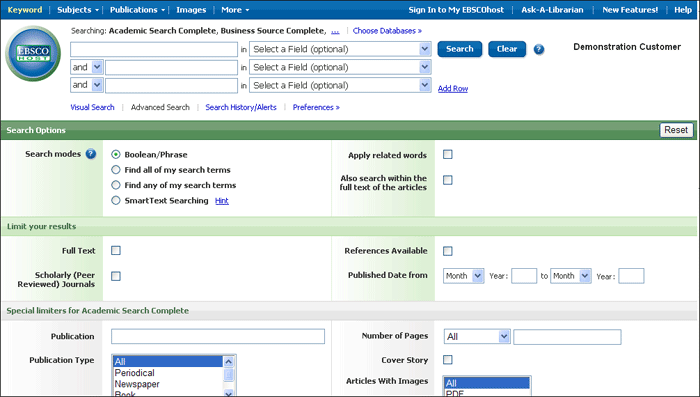 Keyword Subjects Publications Images More Sign In to My EBSCOhost Ask-A-Librarian New Features! Help
Searching: Academic Search Complete, Business Source Complete, ... Choose Databases »
EBSCO HOST
in Select a Field (optional) Search Clear ? Demonstration Customer
and in Select a Field (optional)
and in Select a Field (optional) Add Row
Visual Search Advanced Search Search History/Alerts Preferences »
Search Options Reset
Search modes ? Boolean/Phrase Apply related words
Find all of my search terms Also search within the
Find any of my search terms full text of the articles
SmartText Searching Hint
Limit your results
Full Text References Available
Scholarly (Peer Published Date from Month Year: to Month Year:
Reviewed) Journals
Special limiters for Academic Search Complete
Publication Number of Pages All
Publication Type All Cover Story
Periodical
Newspaper Articles With Images All
Book PDF